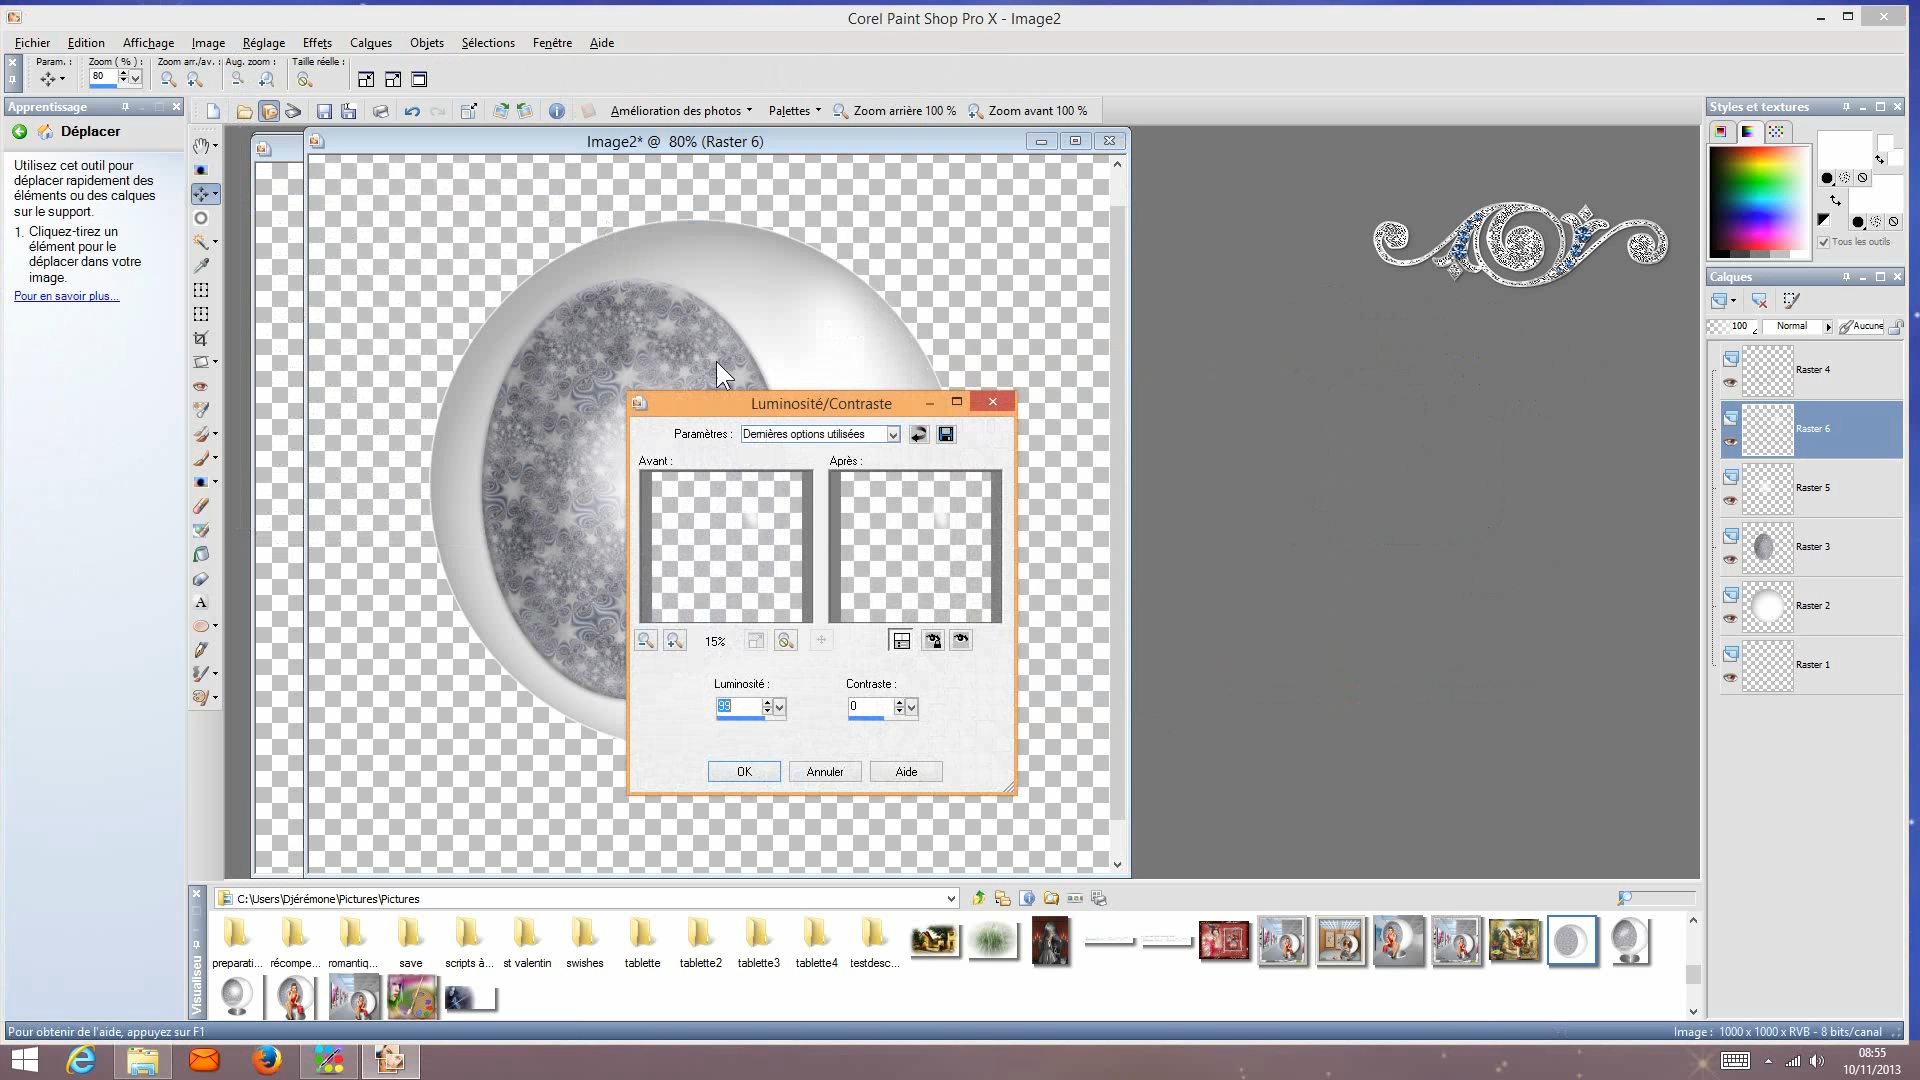 Corel Paint Shop Pro X - Image2
Fichier Edition Affichage Image Réglage Effets Calques Objets Sélections Fenêtre Aide
Param. : Zoom ( % ) : Zoom arr./av. : Aug. zoom : Taille réelle :
80
Apprentissage
Amélioration des photos Palettes Zoom arrière 100 % Zoom avant 100 %
Déplacer
Utilisez cet outil pour
déplacer rapidement des
éléments ou des calques
sur le support.
1. Cliquez-tirez un
élément pour le
déplacer dans votre
image.
Pour en savoir plus...
Image2* @ 80% (Raster 6)
Luminosité/Contraste
Paramètres : Dernières options utilisées
Avant : Après :
15%
Luminosité : Contraste :
99 0
OK Annuler Aide
Styles et textures
Tous les outils
Calques
100 Normal Aucune
Raster 4
Raster 6
Raster 5
Raster 3
Raster 2
Raster 1
C:\Users\Djérémone\Pictures\Pictures
Visualiseu
preparati... récompe... romantiq... save scripts à... st valentin swishes tablette tablette2 tablette3 tablette4 testdesc...
Pour obtenir de l'aide, appuyez sur F1
Image : 1000 x 1000 x RVB - 8 bits/canal
08:55
10/11/2013